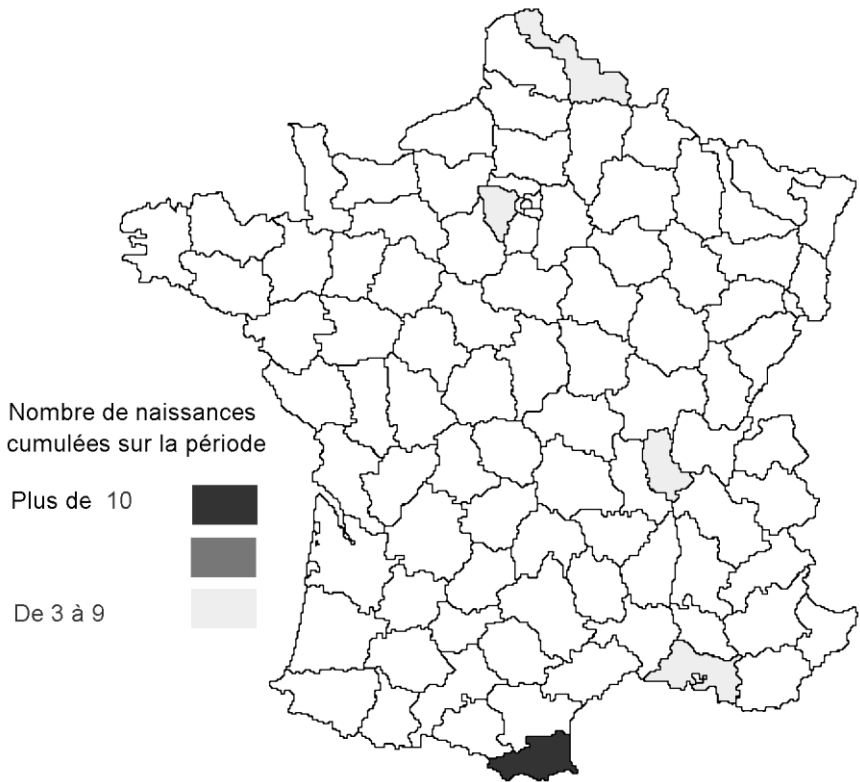 Nombre de naissances
cumulées sur la période
Plus de 10
De 3 à 9